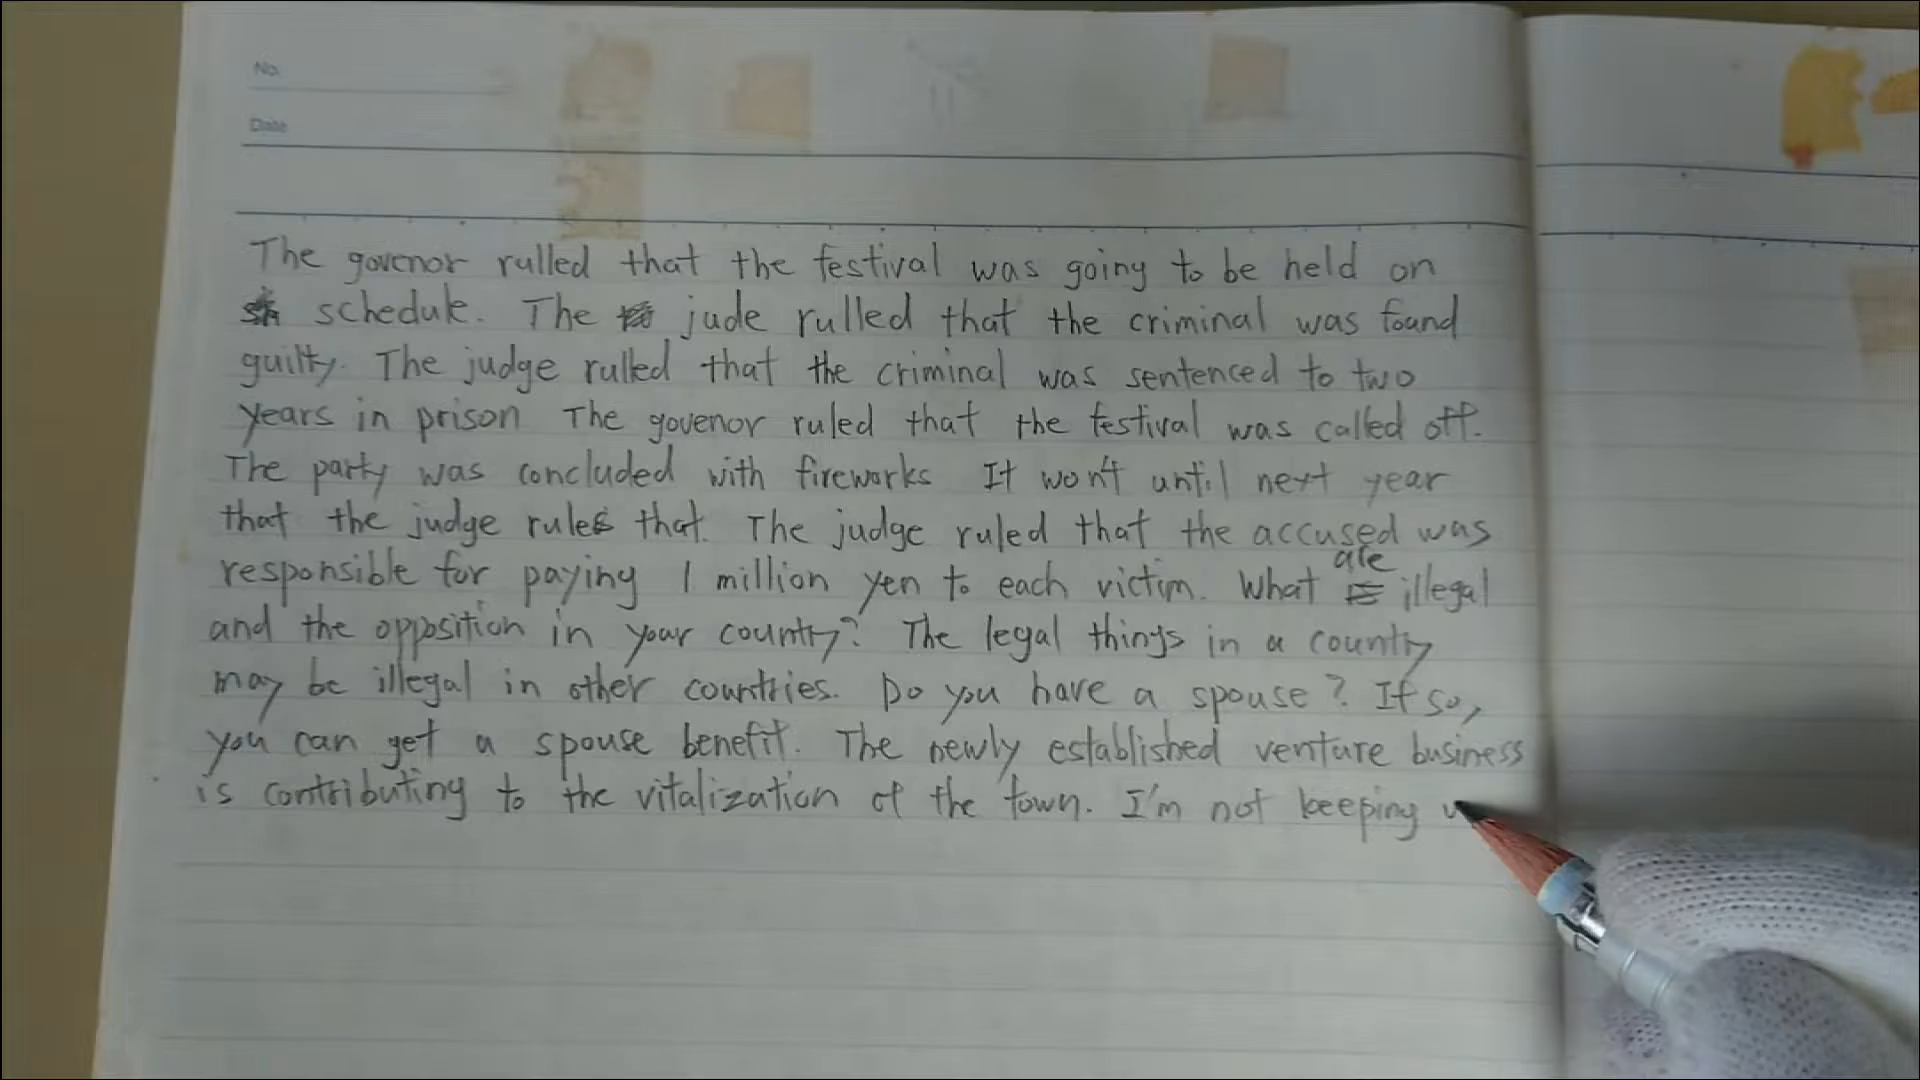 No.
Date
The govenor rulled that the festival was going to be held on
schedule. The jude rulled that the criminal was found
guilty. The judge rulled that the criminal was sentenced to two
years in prison The govenor ruled that the festival was called off.
The party was concluded with fireworks It won't until next year
that the judge rules that. The judge ruled that the accused was
responsible for paying 1 million yen to each victim. What are illegal
and the opposition in your country? The legal things in a country
may be illegal in other countries. Do you have a spouse? If so,
you can get a spouse benefit. The newly established venture business
is contributing to the vitalization of the town. I'm not keeping